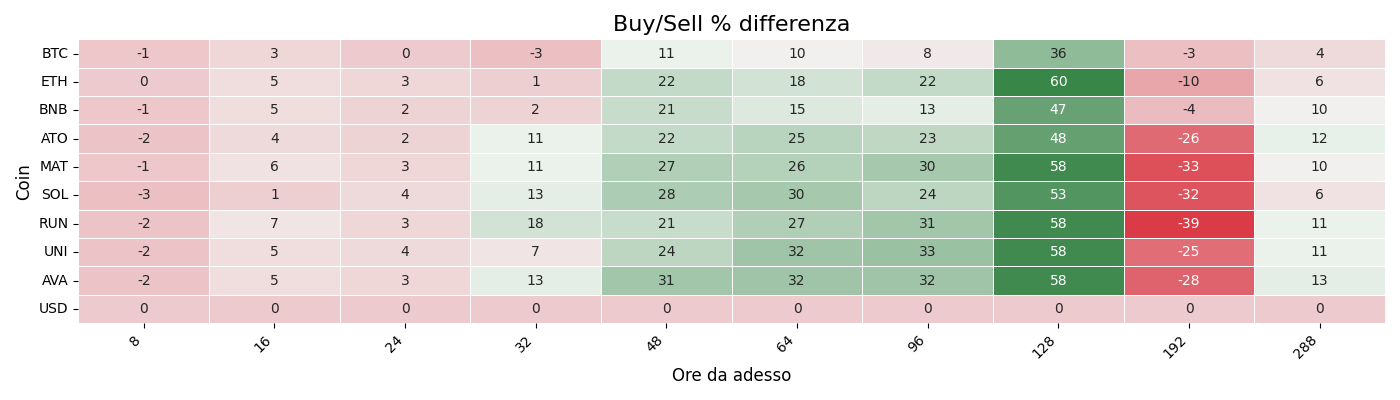 Buy/Sell % differenza
Coin
BTC -1 3 0 -3 11 10 8 36 -3 4
ETH 0 5 3 1 22 18 22 60 -10 6
BNB -1 5 2 2 21 15 13 47 -4 10
ATO -2 4 2 11 22 25 23 48 -26 12
MAT -1 6 3 11 27 26 30 58 -33 10
SOL -3 1 4 13 28 30 24 53 -32 6
RUN -2 7 3 18 21 27 31 58 -39 11
UNI -2 5 4 7 24 32 33 58 -25 11
AVA -2 5 3 13 31 32 32 58 -28 13
USD 0 0 0 0 0 0 0 0 0 0
8 16 24 32 48 64 96 128 192 288
Ore da adesso